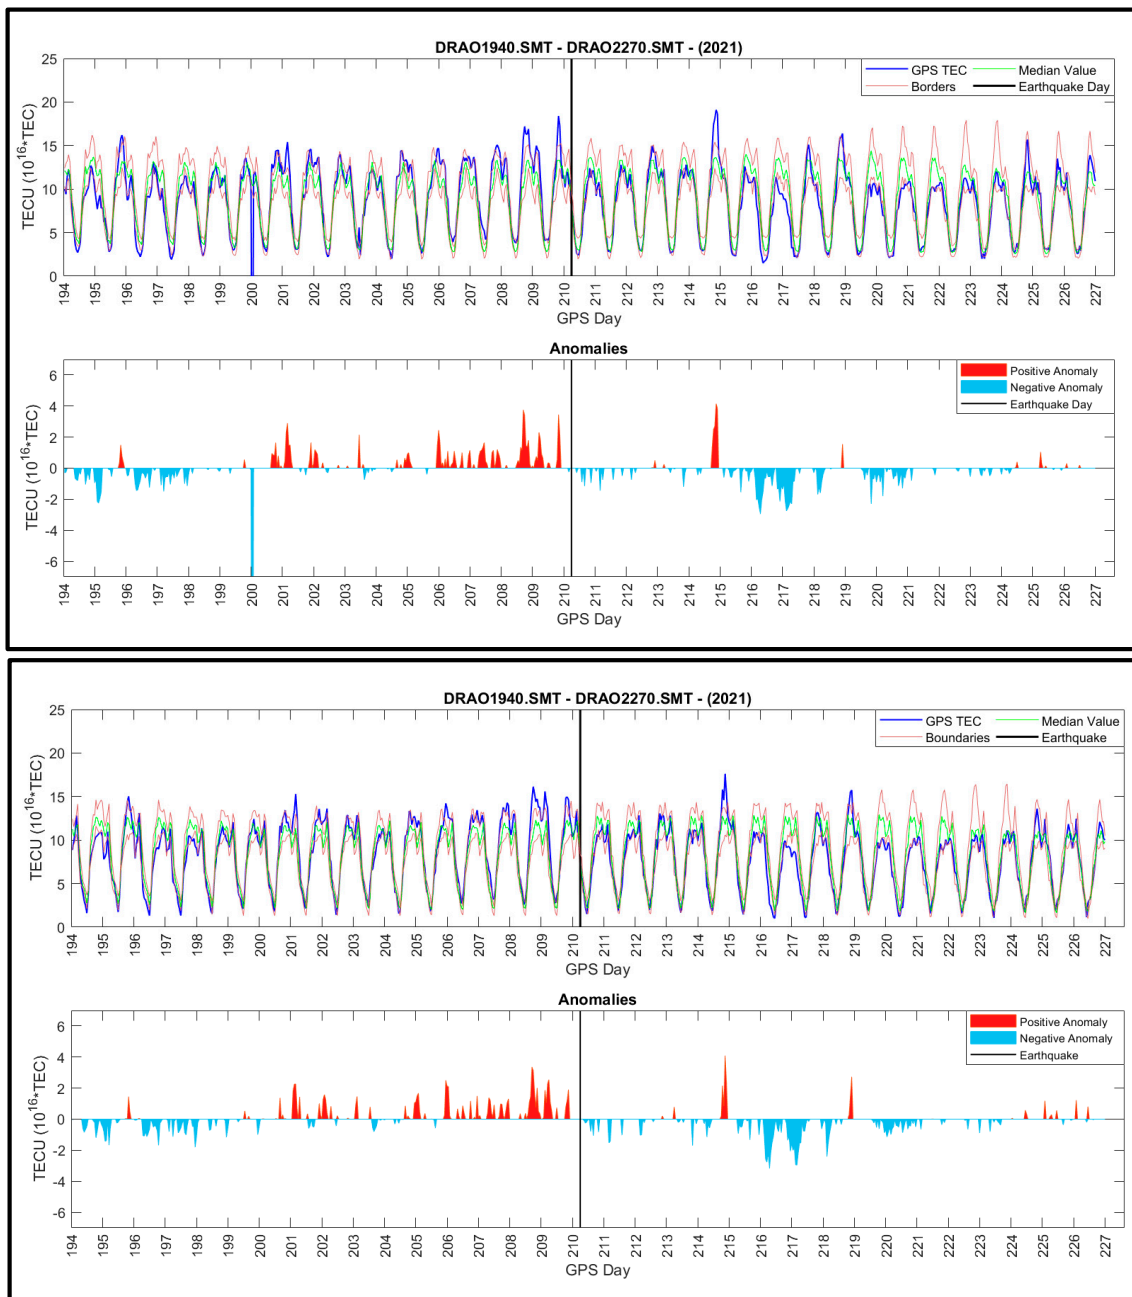 DRAO1940.SMT - DRAO2270.SMT - (2021)
GPS TEC Median Value
Borders Earthquake Day
TECU (10^16*TEC)
25
20
15
10
5
0
194 195 196 197 198 199 200 201 202 203 204 205 206 207 208 209 210 211 212 213 214 215 216 217 218 219 220 221 222 223 224 225 226 227
GPS Day
Anomalies
Positive Anomaly
Negative Anomaly
Earthquake Day
TECU (10^16*TEC)
6
4
2
0
-2
-4
-6
194 195 196 197 198 199 200 201 202 203 204 205 206 207 208 209 210 211 212 213 214 215 216 217 218 219 220 221 222 223 224 225 226 227
GPS Day
DRAO1940.SMT - DRAO2270.SMT - (2021)
GPS TEC Median Value
Boundaries Earthquake
TECU (10^16*TEC)
25
20
15
10
5
0
194 195 196 197 198 199 200 201 202 203 204 205 206 207 208 209 210 211 212 213 214 215 216 217 218 219 220 221 222 223 224 225 226 227
GPS Day
Anomalies
Positive Anomaly
Negative Anomaly
Earthquake
TECU (10^16*TEC)
6
4
2
0
-2
-4
-6
194 195 196 197 198 199 200 201 202 203 204 205 206 207 208 209 210 211 212 213 214 215 216 217 218 219 220 221 222 223 224 225 226 227
GPS Day